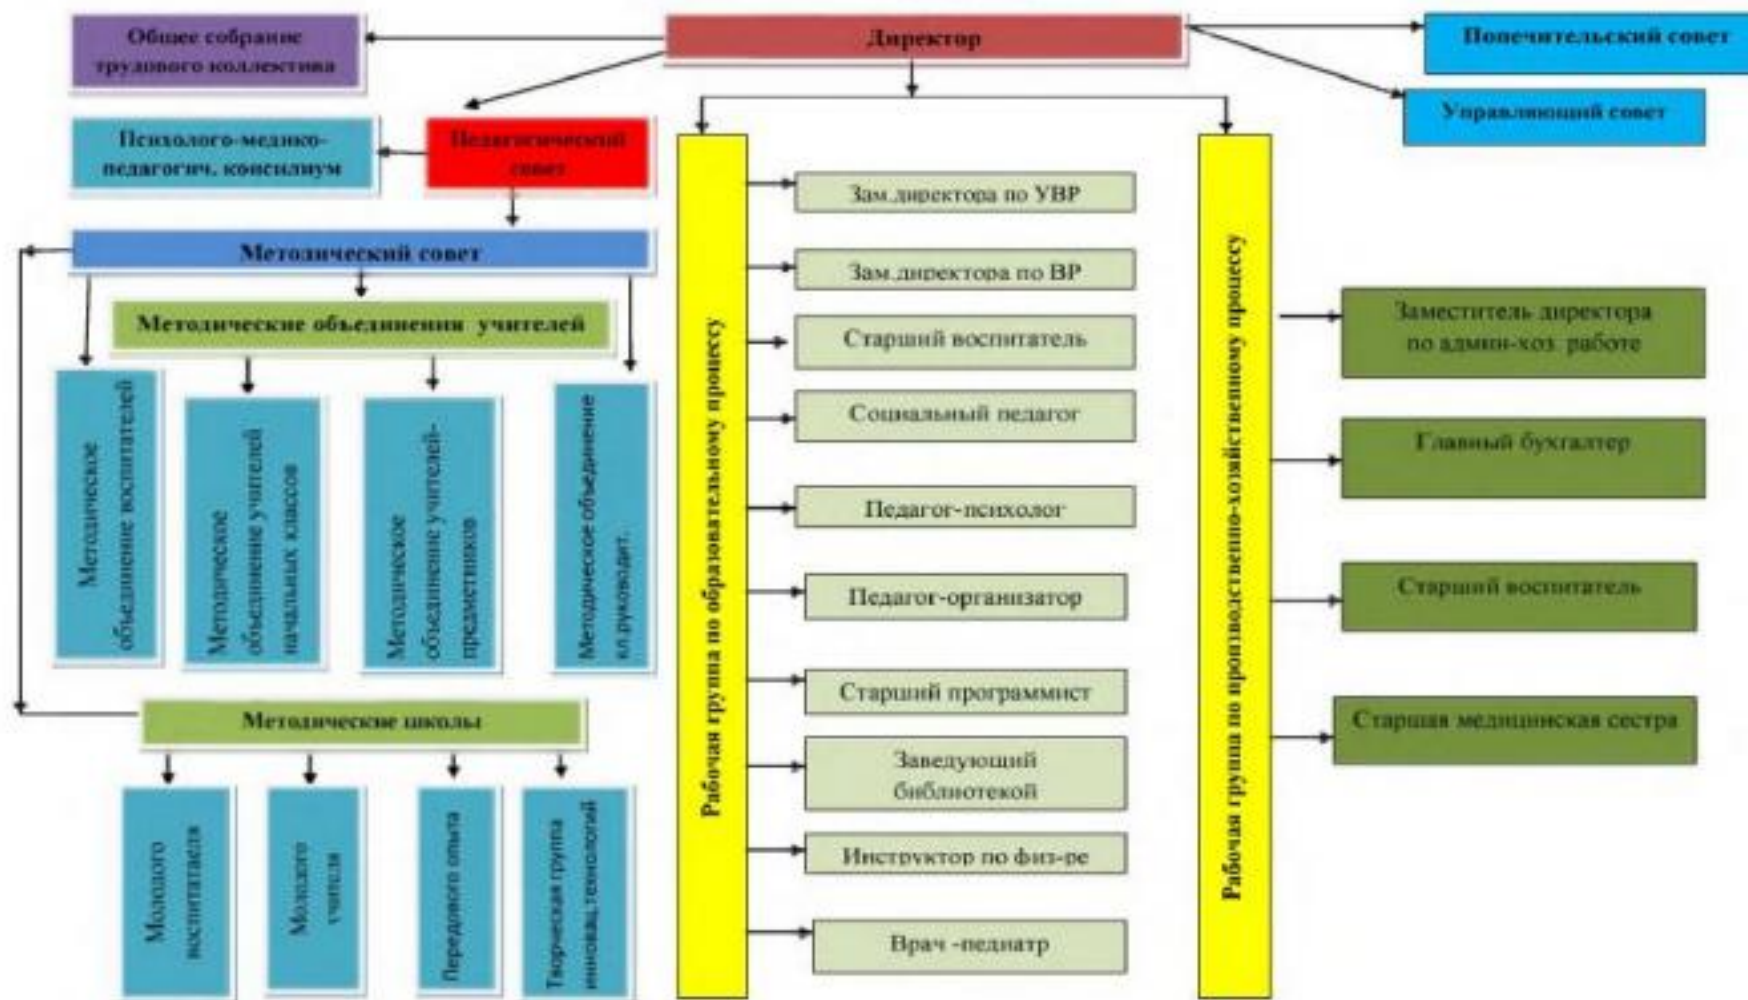 Общее собрание
трудового коллектива
Директор
Попечительский совет
Управляющий совет
Психолого-медико-
педагогич. консилиум
Педагогический
совет
Методический совет
Методические объединения учителей
Методическое
объединение воспитателей
Методическое
объединение учителей
начальных классов
Методическое
объединение учителей-
предметников
Методическое объединение
кл.руководит.
Методические школы
Молодого
воспитателя
Молодого
учителя
Передового опыта
Творческая группа
инновац.технологий
Рабочая группа по образовательному процессу
Зам.директора по УВР
Зам.директора по ВР
Старший воспитатель
Социальный педагог
Педагог-психолог
Педагог-организатор
Старший программист
Заведующий
библиотекой
Инструктор по физ-ре
Врач -педиатр
Рабочая группа по производственно-хозяйственному процессу
Заместитель директора
по админ-хоз. работе
Главный бухгалтер
Старший воспитатель
Старшая медицинская сестра